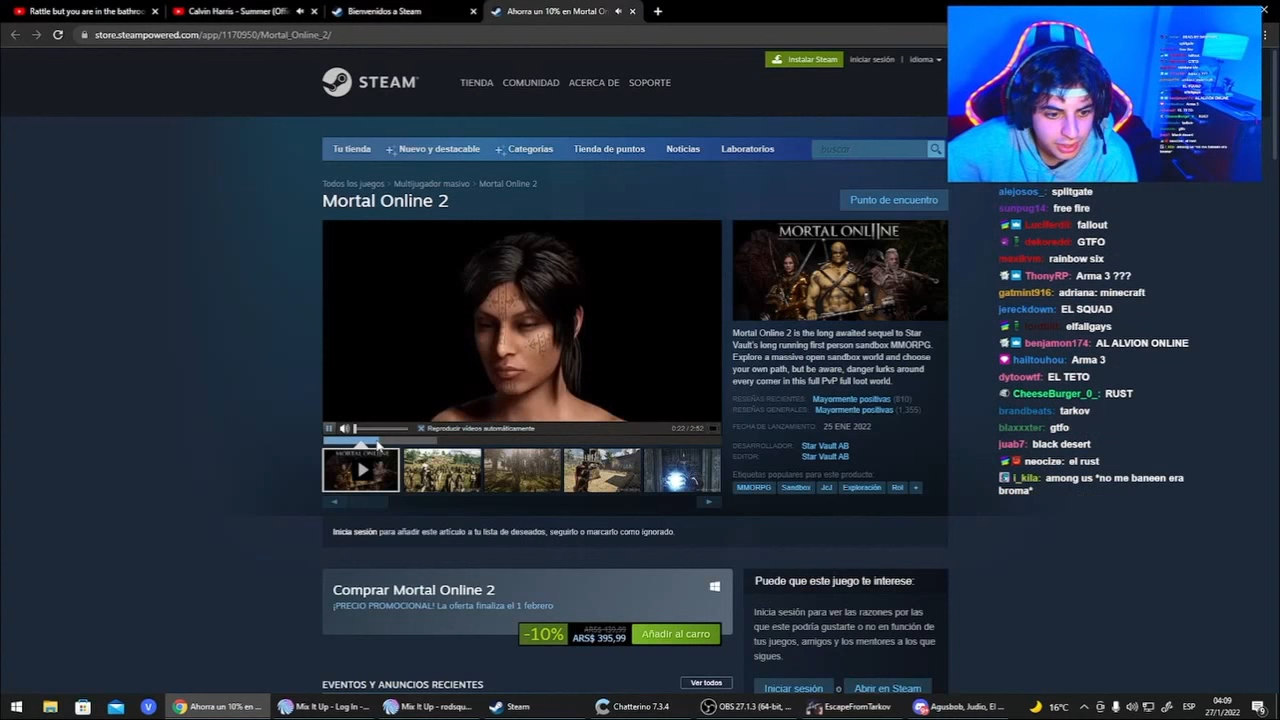 Rattle but you are in the bathroo
Calvin Harris - Summer (Offi
Bienvenidos a Steam
Ahorra un 10% en Mortal On
store.steampowered.com/app/1170950/Mortal_Online_2/
Instalar Steam
iniciar sesión | idioma
STEAM
COMUNIDAD
ACERCA DE
SOPORTE
Tu tienda
Nuevo y destacable
Categorías
Tienda de puntos
Noticias
Laboratorios
buscar
Todos los juegos > Multijugador masivo > Mortal Online 2
Mortal Online 2
Punto de encuentro
MORTAL ONLINE
Mortal Online 2 is the long awaited sequel to Star
Vault's long running first person sandbox MMORPG.
Explore a massive open sandbox world and choose
your own path, but be aware, danger lurks around
every corner in this full PvP full loot world.
RESEÑAS RECIENTES: Mayormente positivas (810)
RESEÑAS GENERALES: Mayormente positivas (1,355)
FECHA DE LANZAMIENTO: 25 ENE 2022
DESARROLLADOR: Star Vault AB
EDITOR: Star Vault AB
Etiquetas populares para este producto:
MMORPG Sandbox JcJ Exploración Rol +
Reproducir vídeos automáticamente
0:22 / 2:52
Inicia sesión para añadir este artículo a tu lista de deseados, seguirlo o marcarlo como ignorado.
Comprar Mortal Online 2
¡PRECIO PROMOCIONAL! La oferta finaliza el 1 febrero
-10%
ARS$ 395,99
Añadir al carro
EVENTOS Y ANUNCIOS RECIENTES
Ver todos
Puede que este juego te interese:
Inicia sesión para ver las razones por las
que este podría gustarte o no en función de
tus juegos, amigos y los mentores a los que
sigues.
Iniciar sesión o Abrir en Steam
alejosos_: splitgate
sunpug14: free fire
fallout
dekoredd: GTFO
rainbow six
ThonyRP: Arma 3 ???
gatmint916: adriana: minecraft
jereckdown: EL SQUAD
elfallgays
benjamon174: AL ALVION ONLINE
hailtouhou: Arma 3
dytoowtf: EL TETO
CheeseBurger_0_: RUST
brandbeats: tarkov
blaxxxter: gtfo
juab7: black desert
neocize: el rust
i_kila: among us *no me baneen era
broma*
Ahorra un 10% en ...
Mix It Up - Log In -...
Mix It Up - rodsqu...
Steam
Chatterino 7.3.4
OBS 27.1.3 (64-bit, ...
EscapeFromTarkov
Agusbob, Judio, El ...
16°C
ESP
04:09
27/1/2022